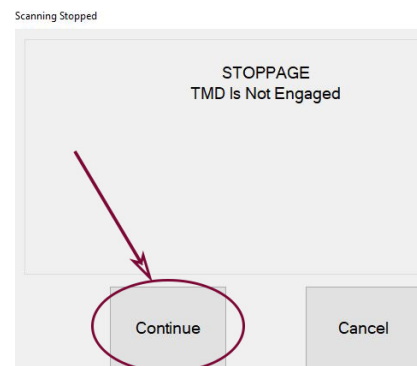 Scanning Stopped
STOPPAGE
TMD Is Not Engaged
Continue
Cancel